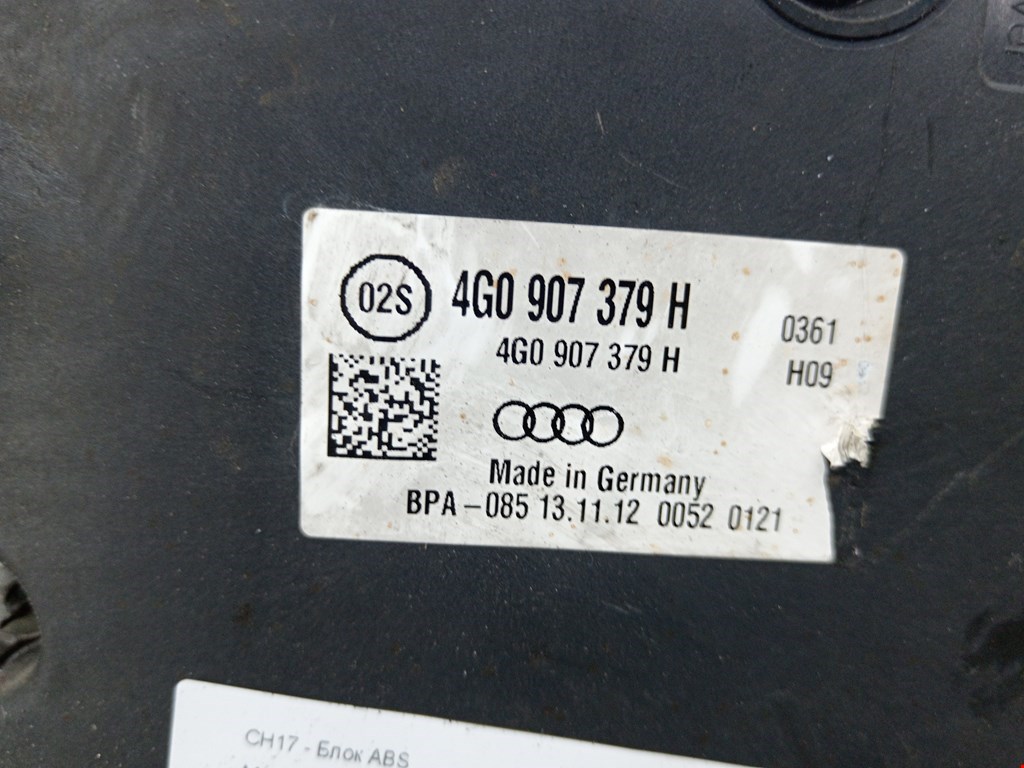 02S 4G0 907 379 H
4G0 907 379 H
0361
H09
Made in Germany
BPA-085 13.11.12 0052 0121
CH17 - Блок ABS